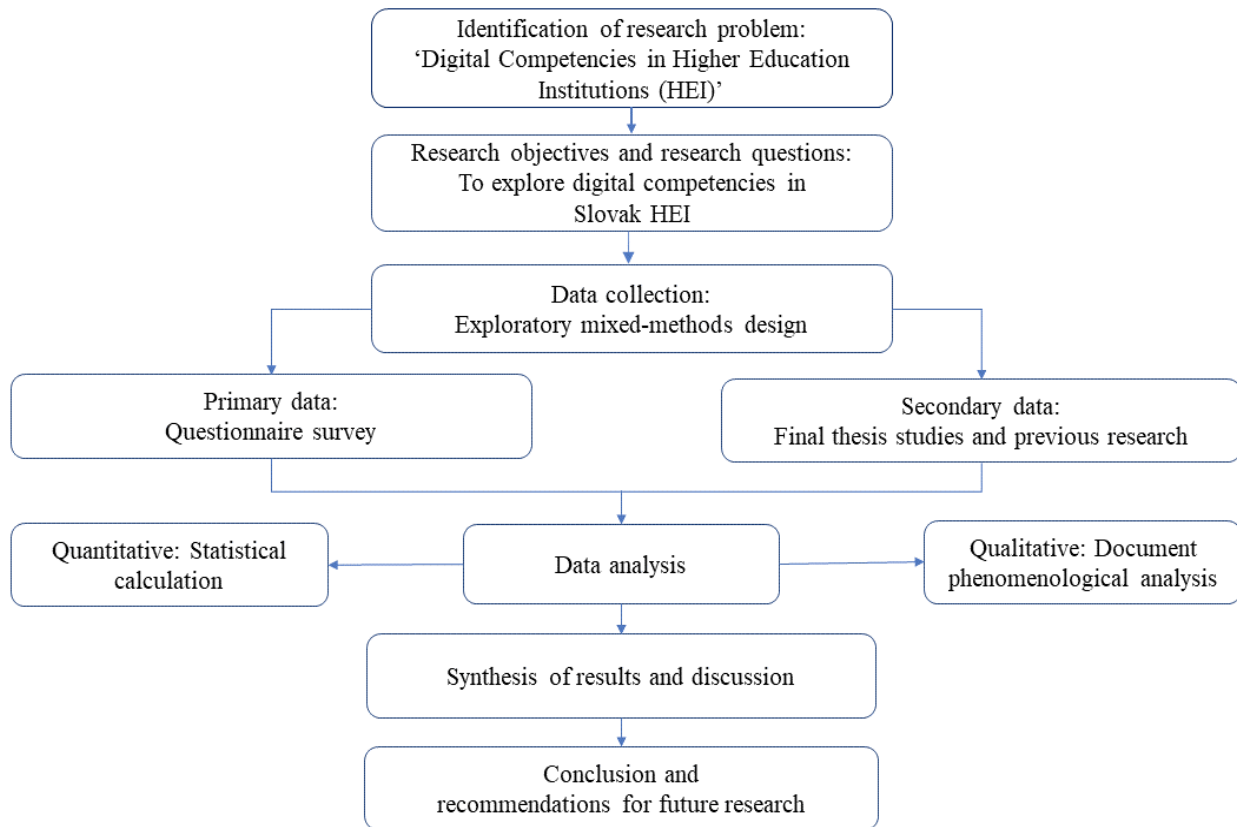 Identification of research problem:
‘Digital Competencies in Higher Education
Institutions (HEI)’
Research objectives and research questions:
To explore digital competencies in
Slovak HEI
Data collection:
Exploratory mixed-methods design
Primary data:
Questionnaire survey
Secondary data:
Final thesis studies and previous research
Quantitative: Statistical
calculation
Data analysis
Qualitative: Document
phenomenological analysis
Synthesis of results and discussion
Conclusion and
recommendations for future research